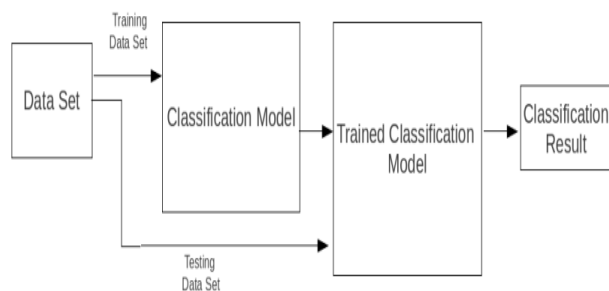 Training
Data Set
Data Set
Classification Model
Trained Classification
Model
Classification
Result
Testing
Data Set